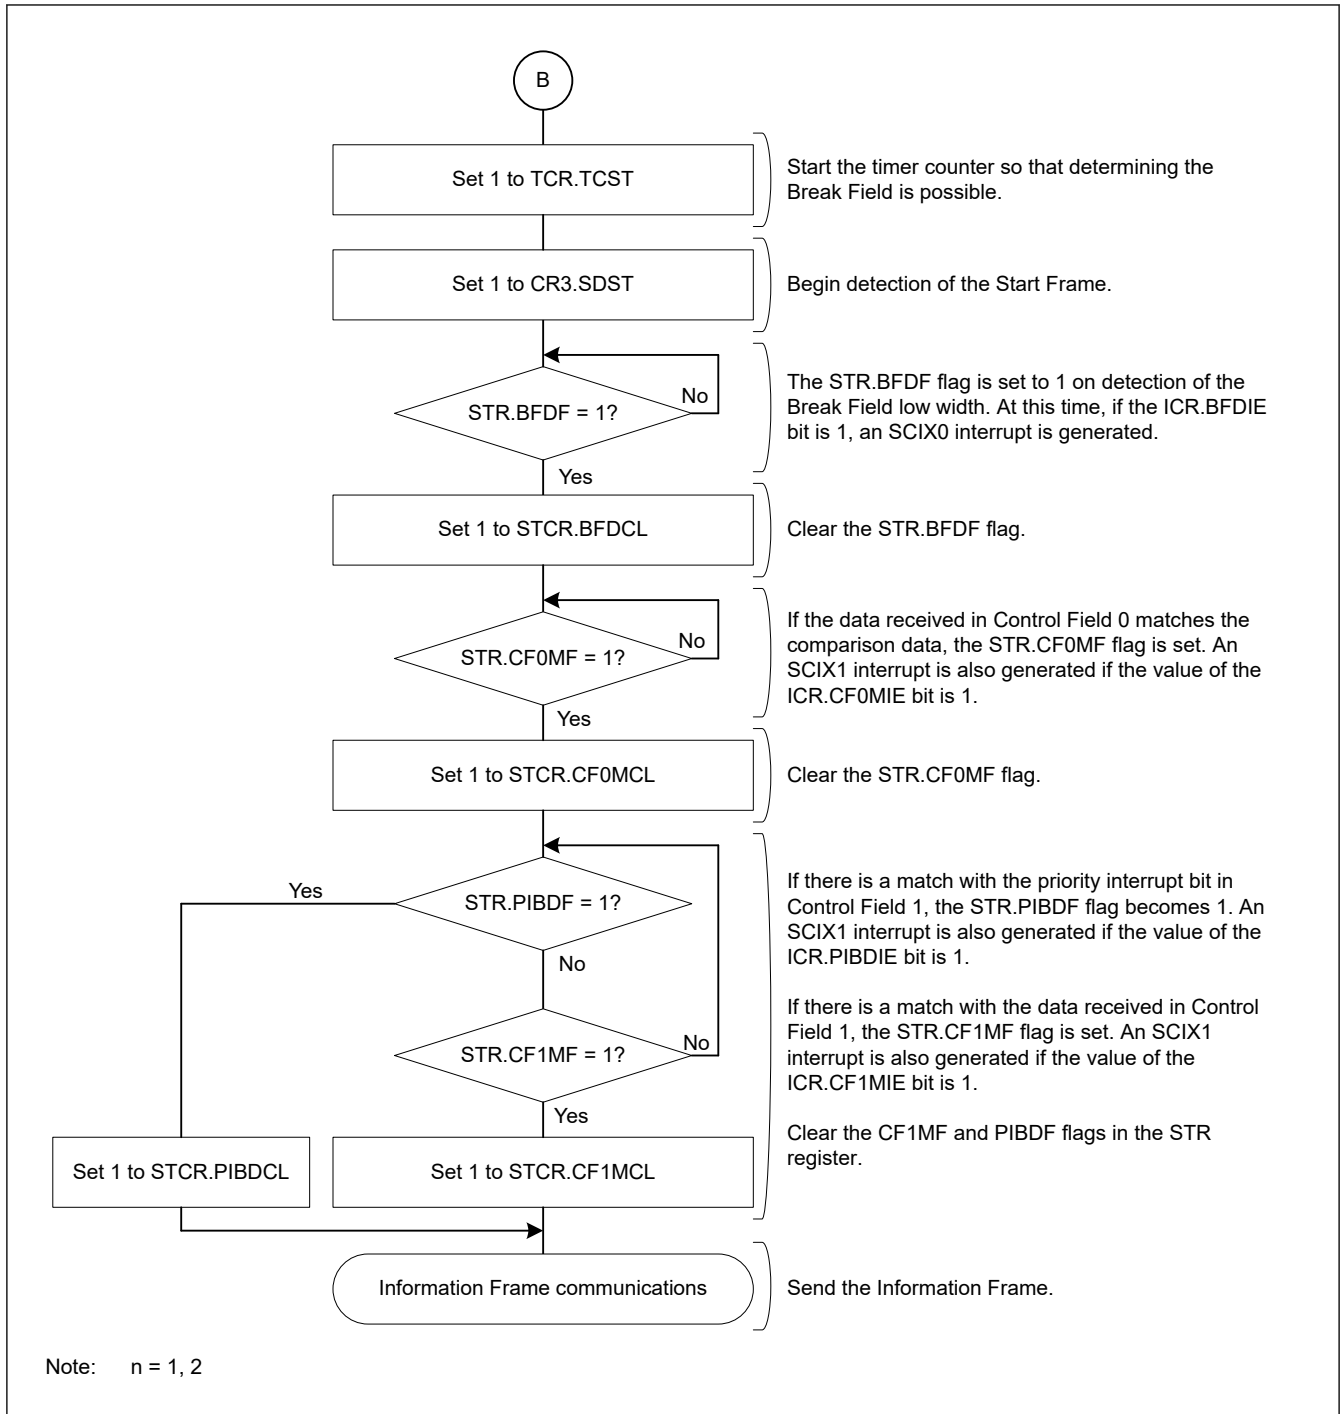 B
Set 1 to TCR.TCST
Start the timer counter so that determining the
Break Field is possible.
Set 1 to CR3.SDST
Begin detection of the Start Frame.
STR.BFDF = 1?
No
Yes
The STR.BFDF flag is set to 1 on detection of the
Break Field low width. At this time, if the ICR.BFDIE
bit is 1, an SCIX0 interrupt is generated.
Set 1 to STCR.BFDCL
Clear the STR.BFDF flag.
STR.CF0MF = 1?
No
Yes
If the data received in Control Field 0 matches the
comparison data, the STR.CF0MF flag is set. An
SCIX1 interrupt is also generated if the value of the
ICR.CF0MIE bit is 1.
Set 1 to STCR.CF0MCL
Clear the STR.CF0MF flag.
Yes
STR.PIBDF = 1?
No
If there is a match with the priority interrupt bit in
Control Field 1, the STR.PIBDF flag becomes 1. An
SCIX1 interrupt is also generated if the value of the
ICR.PIBDIE bit is 1.
STR.CF1MF = 1?
No
Yes
If there is a match with the data received in Control
Field 1, the STR.CF1MF flag is set. An SCIX1
interrupt is also generated if the value of the
ICR.CF1MIE bit is 1.
Set 1 to STCR.PIBDCL
Set 1 to STCR.CF1MCL
Clear the CF1MF and PIBDF flags in the STR
register.
Information Frame communications
Send the Information Frame.
Note: n = 1, 2